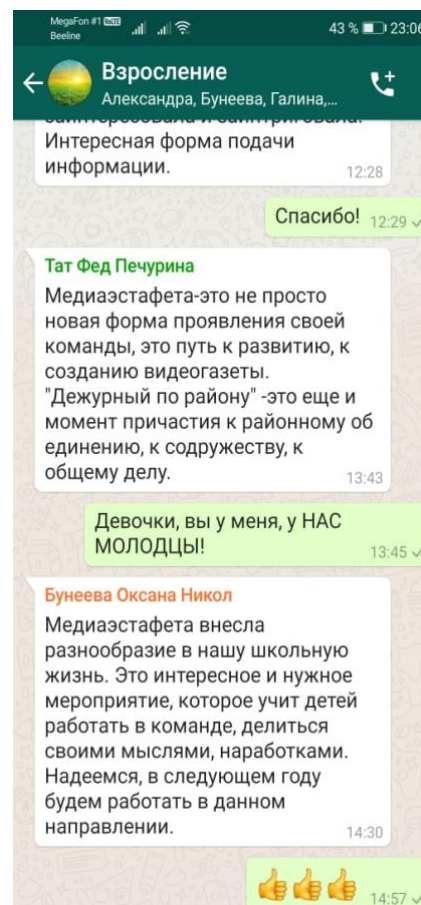 MegaFon #1 VoLTE
Beeline
43 % 23:06
Взросление
Александра, Бунеева, Галина,...
заинтересовала и заинтриговала.
Интересная форма подачи
информации.
12:28
Спасибо! 12:29
Тат Фед Печурина
Медиаэстафета-это не просто
новая форма проявления своей
команды, это путь к развитию, к
созданию видеогазеты.
"Дежурный по району" -это еще и
момент причастия к районному об
единению, к содружеству, к
общему делу.
13:43
Девочки, вы у меня, у НАС
МОЛОДЦЫ!
13:45
Бунеева Оксана Никол
Медиаэстафета внесла
разнообразие в нашу школьную
жизнь. Это интересное и нужное
мероприятие, которое учит детей
работать в команде, делиться
своими мыслями, наработками.
Надеемся, в следующем году
будем работать в данном
направлении.
14:30
👍👍👍 14:57